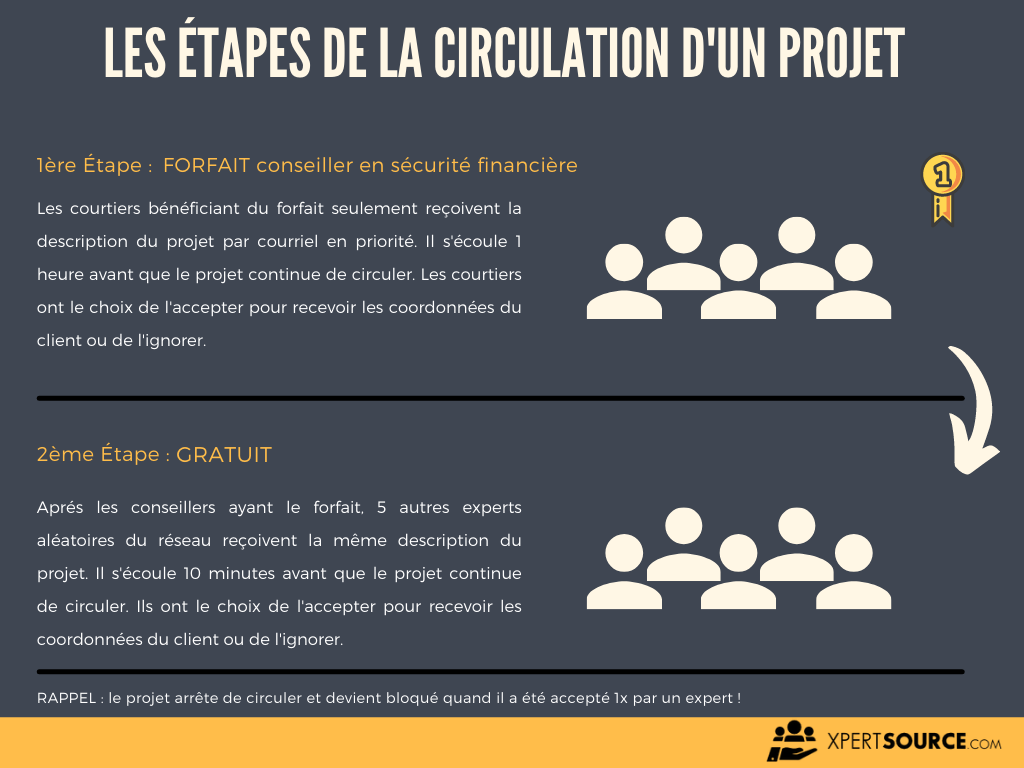 LES ÉTAPES DE LA CIRCULATION D'UN PROJET
1ère Étape : FORFAIT conseiller en sécurité financière
1
Les courtiers bénéficiant du forfait seulement reçoivent la
description du projet par courriel en priorité. Il s'écoule 1
heure avant que le projet continue de circuler. Les courtiers
ont le choix de l'accepter pour recevoir les coordonnées du
client ou de l'ignorer.
2ème Étape : GRATUIT
Aprés les conseillers ayant le forfait, 5 autres experts
aléatoires du réseau reçoivent la même description du
projet. Il s'écoule 10 minutes avant que le projet continue
de circuler. Ils ont le choix de l'accepter pour recevoir les
coordonnées du client ou de l'ignorer.
RAPPEL : le projet arrête de circuler et devient bloqué quand il a été accepté 1x par un expert !
XPERTSOURCE.COM